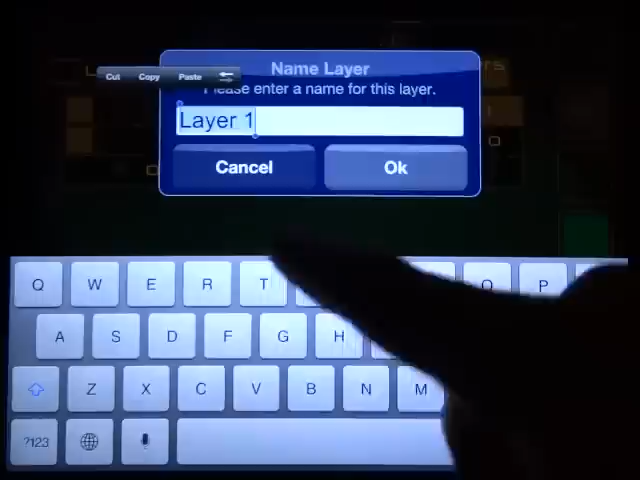 Cut Copy Paste
Name Layer
Please enter a name for this layer.
Layer 1
Cancel Ok
Q W E R T O P
A S D F G H
Z X C V B N M
?123